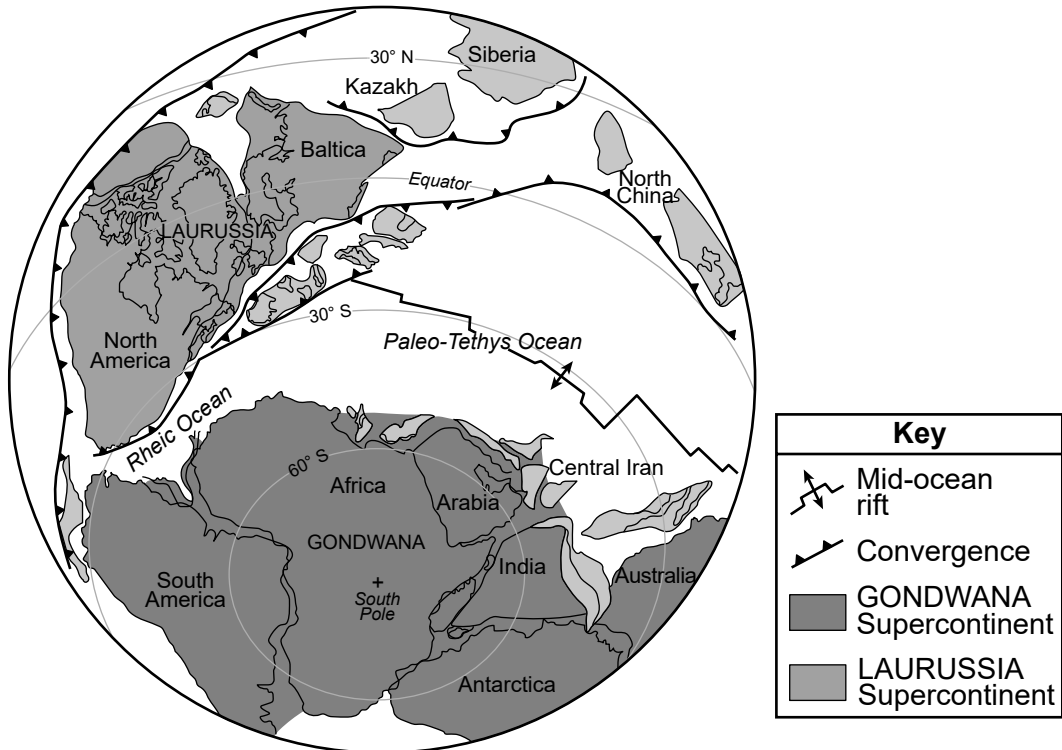 Siberia
30° N
Kazakh
Baltica
North
China
Equator
LAURUSSIA
30° S
North
America
Paleo-Tethys Ocean
Rheic Ocean
60° S
Africa
Central Iran
Arabia
GONDWANA
India
Australia
South
America
+
South
Pole
Antarctica
Key
Mid-ocean
rift
Convergence
GONDWANA
Supercontinent
LAURUSSIA
Supercontinent